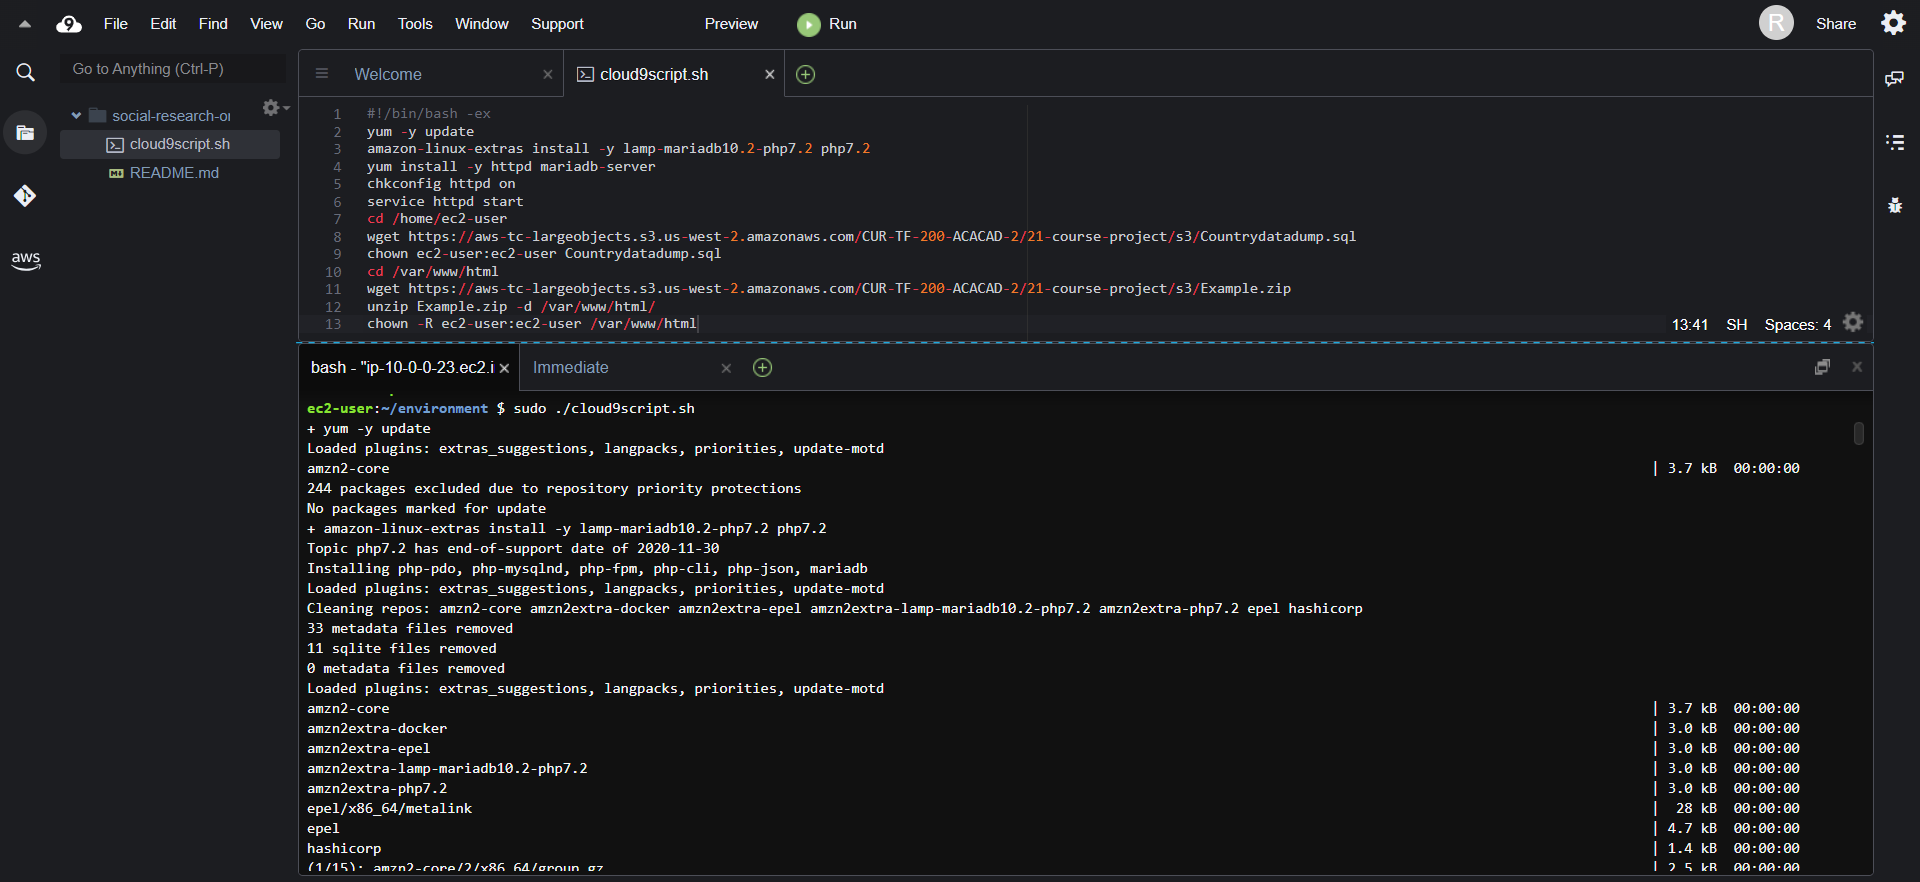 File Edit Find View Go Run Tools Window Support Preview Run R Share
Go to Anything (Ctrl-P)
Welcome
cloud9script.sh
social-research-or
cloud9script.sh
README.md
aws
1 #!/bin/bash -ex
2 yum -y update
3 amazon-linux-extras install -y lamp-mariadb10.2-php7.2 php7.2
4 yum install -y httpd mariadb-server
5 chkconfig httpd on
6 service httpd start
7 cd /home/ec2-user
8 wget https://aws-tc-largeobjects.s3.us-west-2.amazonaws.com/CUR-TF-200-ACACAD-2/21-course-project/s3/Countrydatadump.sql
9 chown ec2-user:ec2-user Countrydatadump.sql
10 cd /var/www/html
11 wget https://aws-tc-largeobjects.s3.us-west-2.amazonaws.com/CUR-TF-200-ACACAD-2/21-course-project/s3/Example.zip
12 unzip Example.zip -d /var/www/html/
13 chown -R ec2-user:ec2-user /var/www/html
13:41 SH Spaces: 4
bash - "ip-10-0-0-23.ec2.i
Immediate
ec2-user:~/environment $ sudo ./cloud9script.sh
+ yum -y update
Loaded plugins: extras_suggestions, langpacks, priorities, update-motd
amzn2-core | 3.7 kB 00:00:00
244 packages excluded due to repository priority protections
No packages marked for update
+ amazon-linux-extras install -y lamp-mariadb10.2-php7.2 php7.2
Topic php7.2 has end-of-support date of 2020-11-30
Installing php-pdo, php-mysqlnd, php-fpm, php-cli, php-json, mariadb
Loaded plugins: extras_suggestions, langpacks, priorities, update-motd
Cleaning repos: amzn2-core amzn2extra-docker amzn2extra-epel amzn2extra-lamp-mariadb10.2-php7.2 amzn2extra-php7.2 epel hashicorp
33 metadata files removed
11 sqlite files removed
0 metadata files removed
Loaded plugins: extras_suggestions, langpacks, priorities, update-motd
amzn2-core | 3.7 kB 00:00:00
amzn2extra-docker | 3.0 kB 00:00:00
amzn2extra-epel | 3.0 kB 00:00:00
amzn2extra-lamp-mariadb10.2-php7.2 | 3.0 kB 00:00:00
amzn2extra-php7.2 | 3.0 kB 00:00:00
epel/x86_64/metalink | 28 kB 00:00:00
epel | 4.7 kB 00:00:00
hashicorp | 1.4 kB 00:00:00
(1/15): amzn2-core/2/x86_64/group_gz | 2.5 kB 00:00:00